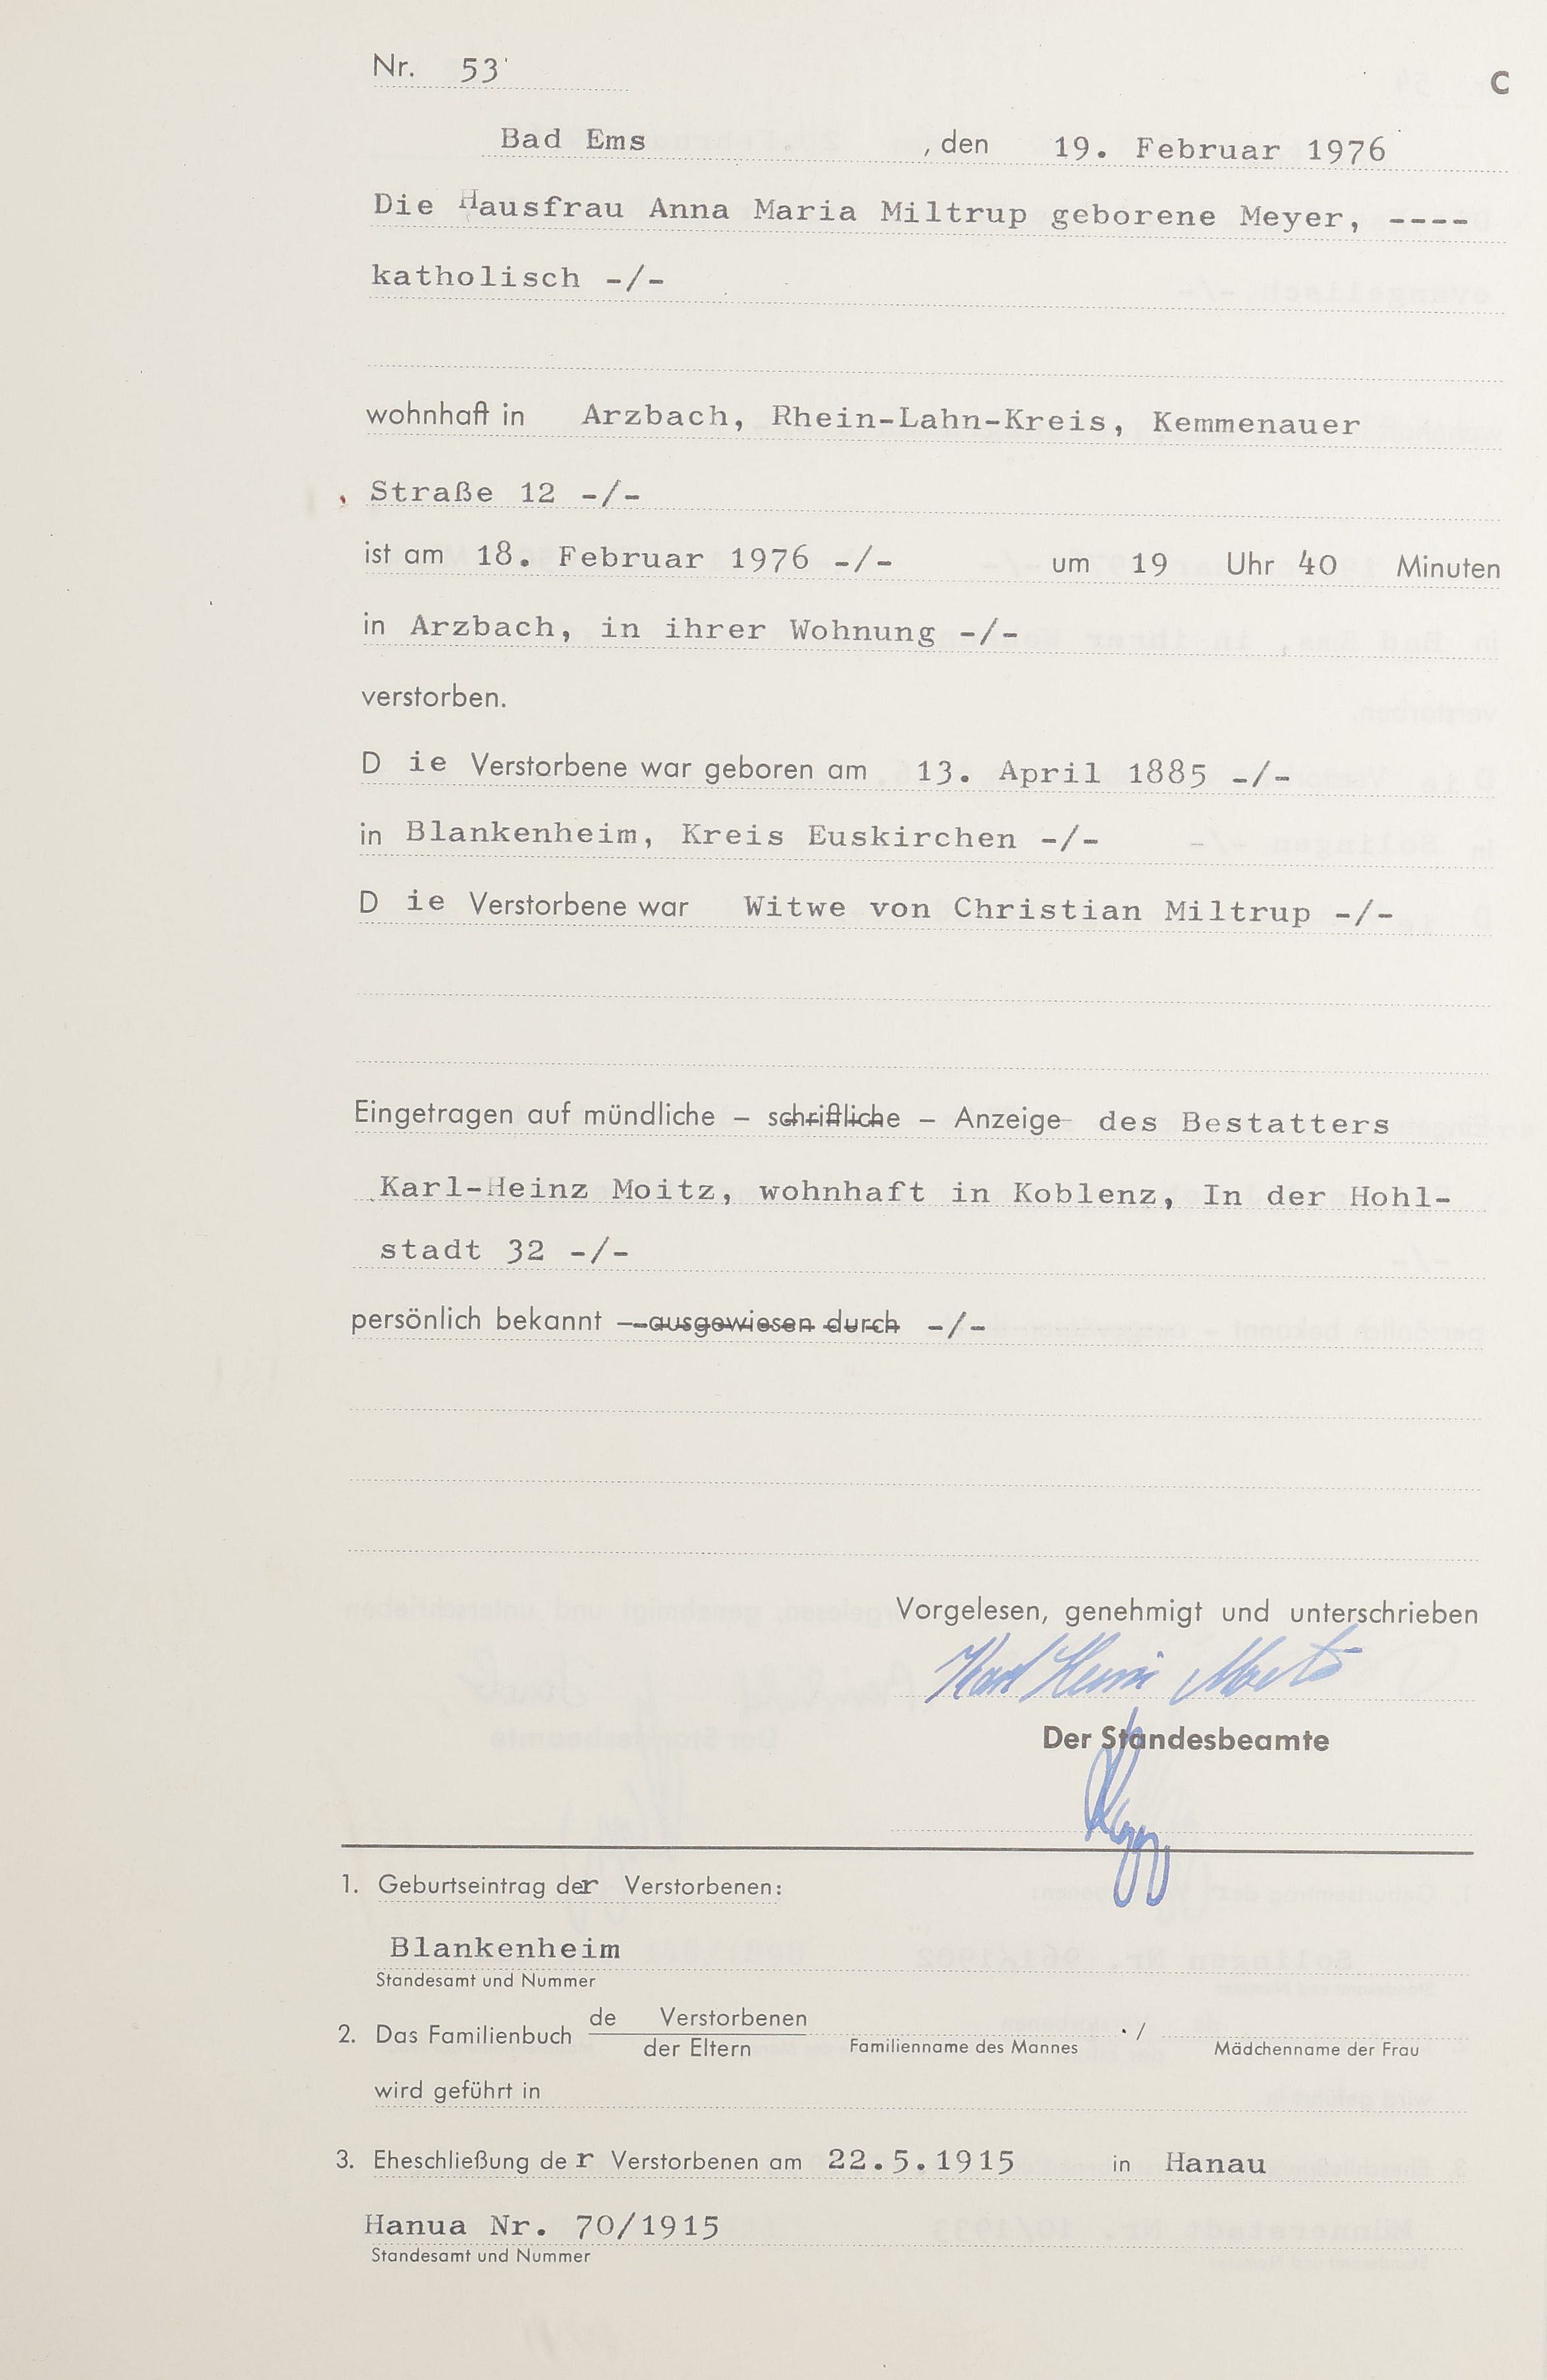 Nr. 53
C
Bad Ems , den 19. Februar 1976
Die Hausfrau Anna Maria Miltrup geborene Meyer, ----
katholisch -/-
wohnhaft in Arzbach, Rhein-Lahn-Kreis, Kemmenauer
Straße 12 -/-
ist am 18. Februar 1976 -/- um 19 Uhr 40 Minuten
in Arzbach, in ihrer Wohnung -/-
verstorben.
D ie Verstorbene war geboren am 13. April 1885 -/-
in Blankenheim, Kreis Euskirchen -/-
D ie Verstorbene war Witwe von Christian Miltrup -/-
Eingetragen auf mündliche – schriftliche – Anzeige des Bestatters
Karl-Heinz Moitz, wohnhaft in Koblenz, In der Hohl-
stadt 32 -/-
persönlich bekannt – ausgewiesen durch -/-
Vorgelesen, genehmigt und unterschrieben
Karl Heinz Moitz
Der Standesbeamte
1. Geburtseintrag der Verstorbenen:
Blankenheim
Standesamt und Nummer
2. Das Familienbuch de Verstorbenen ./
der Eltern Familienname des Mannes Mädchenname der Frau
wird geführt in
3. Eheschließung de r Verstorbenen am 22.5.1915 in Hanau
Hanua Nr. 70/1915
Standesamt und Nummer